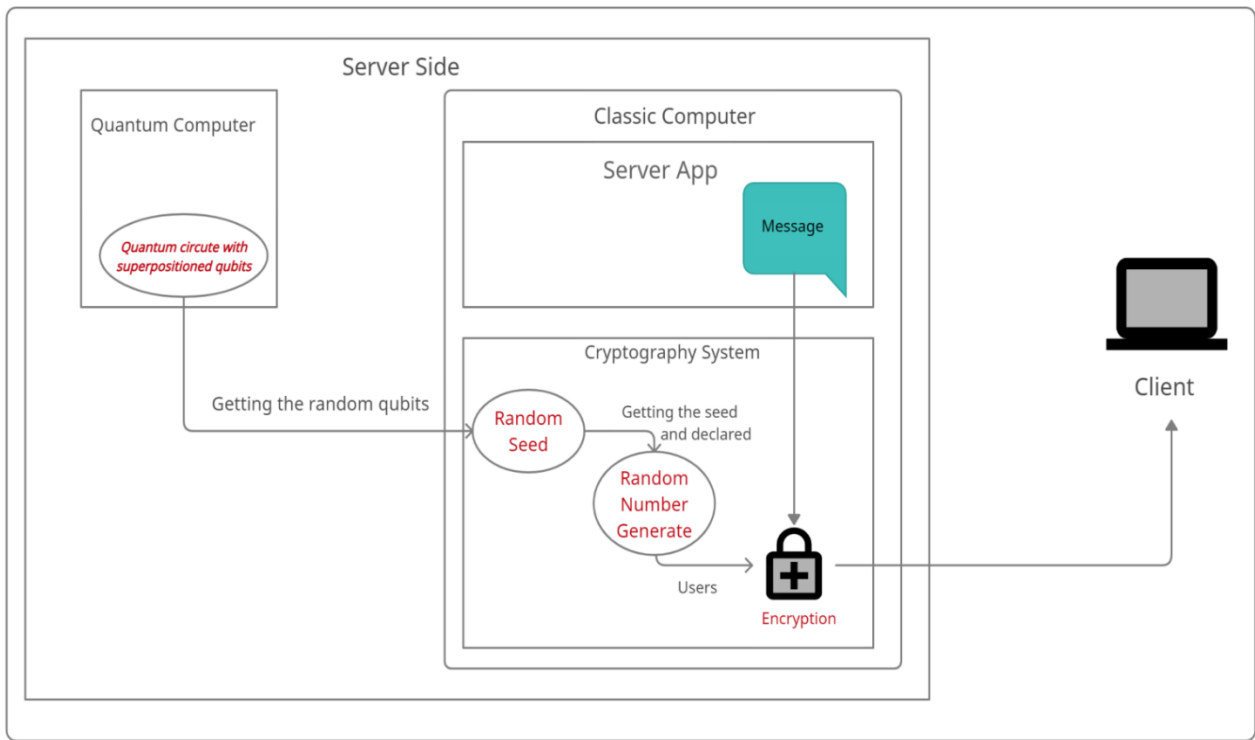 Server Side
Quantum Computer
Quantum circute with
superpositioned qubits
Classic Computer
Server App
Message
Cryptography System
Getting the random qubits
Random
Seed
Getting the seed
and declared
Random
Number
Generate
Users
Encryption
Client